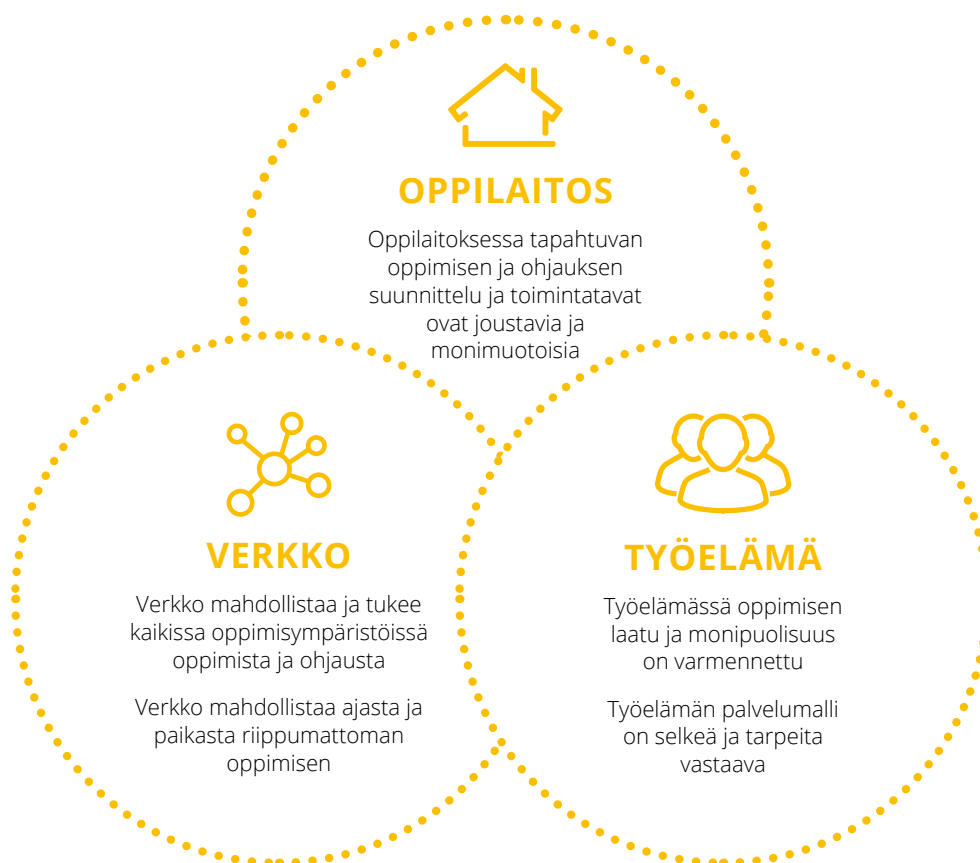 OPPILAITOS
Oppilaitoksessa tapahtuvan
oppimisen ja ohjauksen
suunnittelu ja toimintatavat
ovat joustavia ja
monimuotoisia
VERKKO
Verkko mahdollistaa ja tukee
kaikissa oppimisympäristöissä
oppimista ja ohjausta
Verkko mahdollistaa ajasta ja
paikasta riippumattoman
oppimisen
TYÖELÄMÄ
Työelämässä oppimisen
laatu ja monipuolisuus
on varmennettu
Työelämän palvelumalli
on selkeä ja tarpeita
vastaava